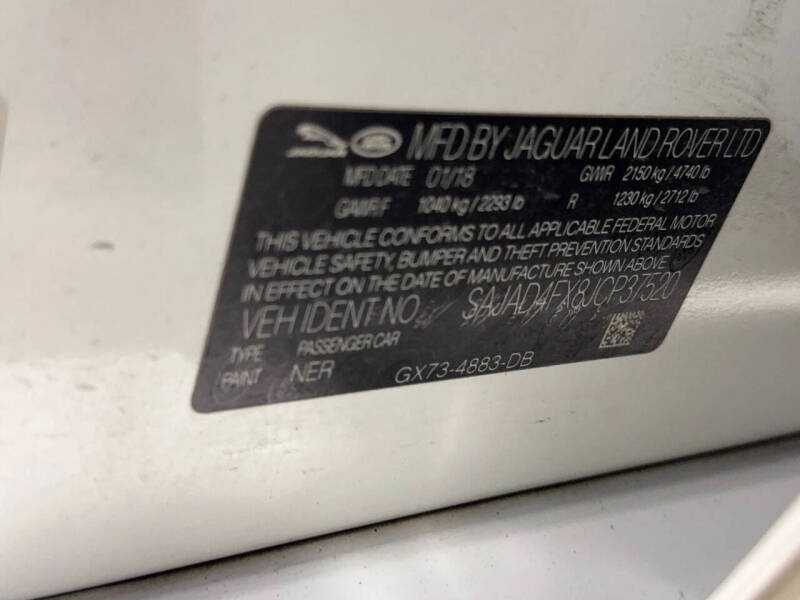 MFD BY JAGUAR LAND ROVER LTD
MFD DATE 01/18 GWR 2150 kg / 4740 lb
GAWR F 1040 kg / 2293 lb R 1230 kg / 2712 lb
THIS VEHICLE CONFORMS TO ALL APPLICABLE FEDERAL MOTOR
VEHICLE SAFETY, BUMPER AND THEFT PREVENTION STANDARDS
IN EFFECT ON THE DATE OF MANUFACTURE SHOWN ABOVE.
VEH IDENT NO. SAJAD4FX8JCP37520
TYPE PASSENGER CAR
PAINT NER GX73-4883-DB